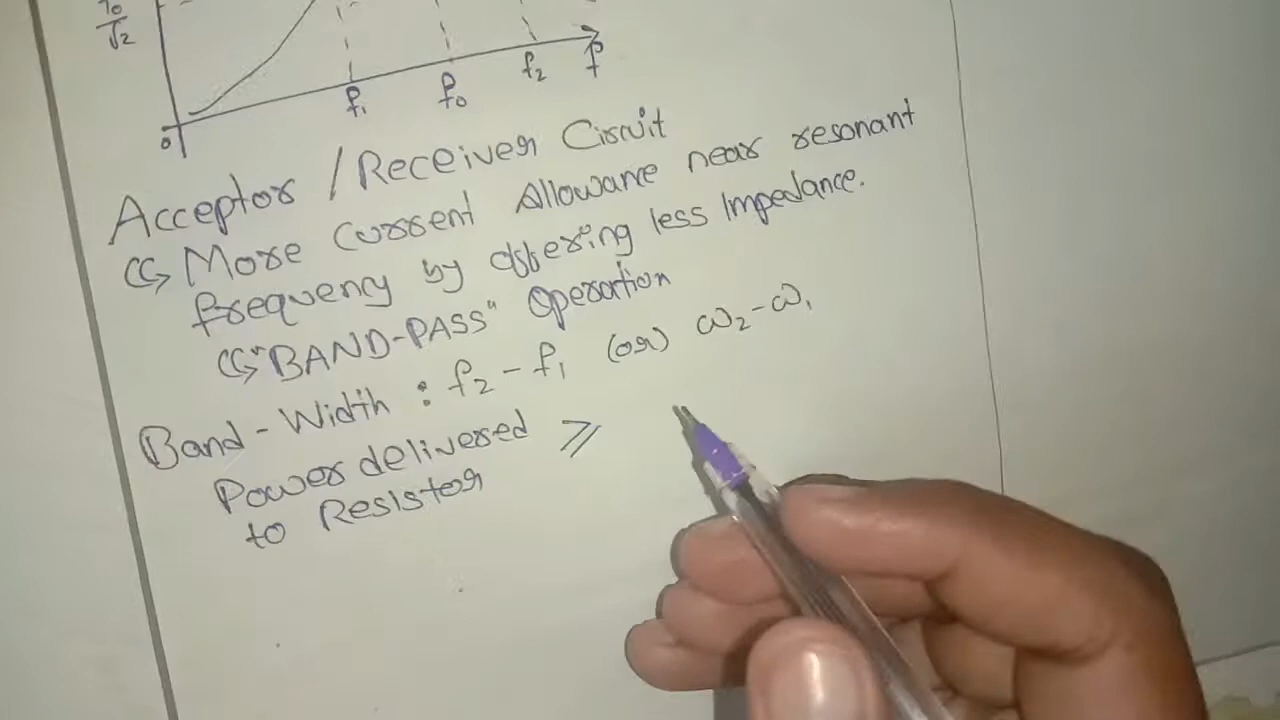 I₀
√2
0
f₁
f₀
f₂
f
Acceptor / Receiver Circuit
↳ More Current Allowance near resonant
frequency by offering less Impedance.
↳ "BAND-PASS" Operation
Band-Width : f₂ - f₁ (or) ω₂-ω₁
Power delivered ≥
to Resistor